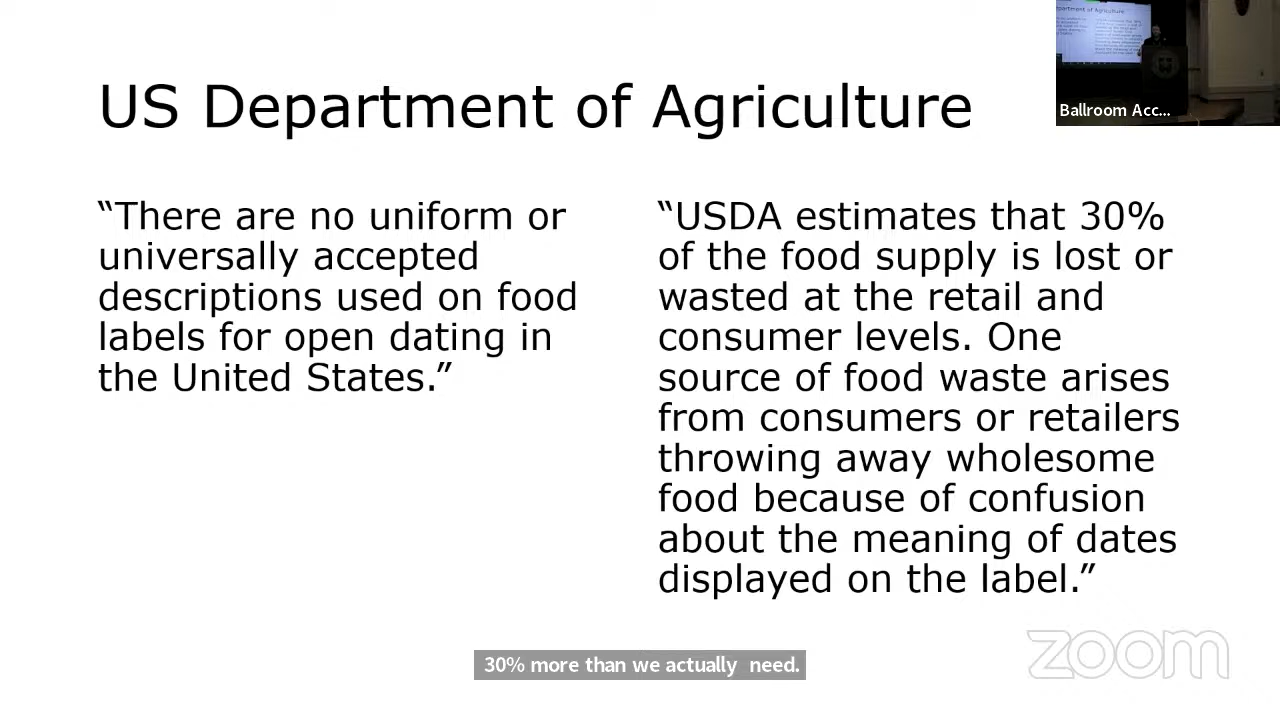 US Department of Agriculture
Ballroom Acc...
“There are no uniform or
universally accepted
descriptions used on food
labels for open dating in
the United States.”
“USDA estimates that 30%
of the food supply is lost or
wasted at the retail and
consumer levels. One
source of food waste arises
from consumers or retailers
throwing away wholesome
food because of confusion
about the meaning of dates
displayed on the label.”
30% more than we actually need.
zoom